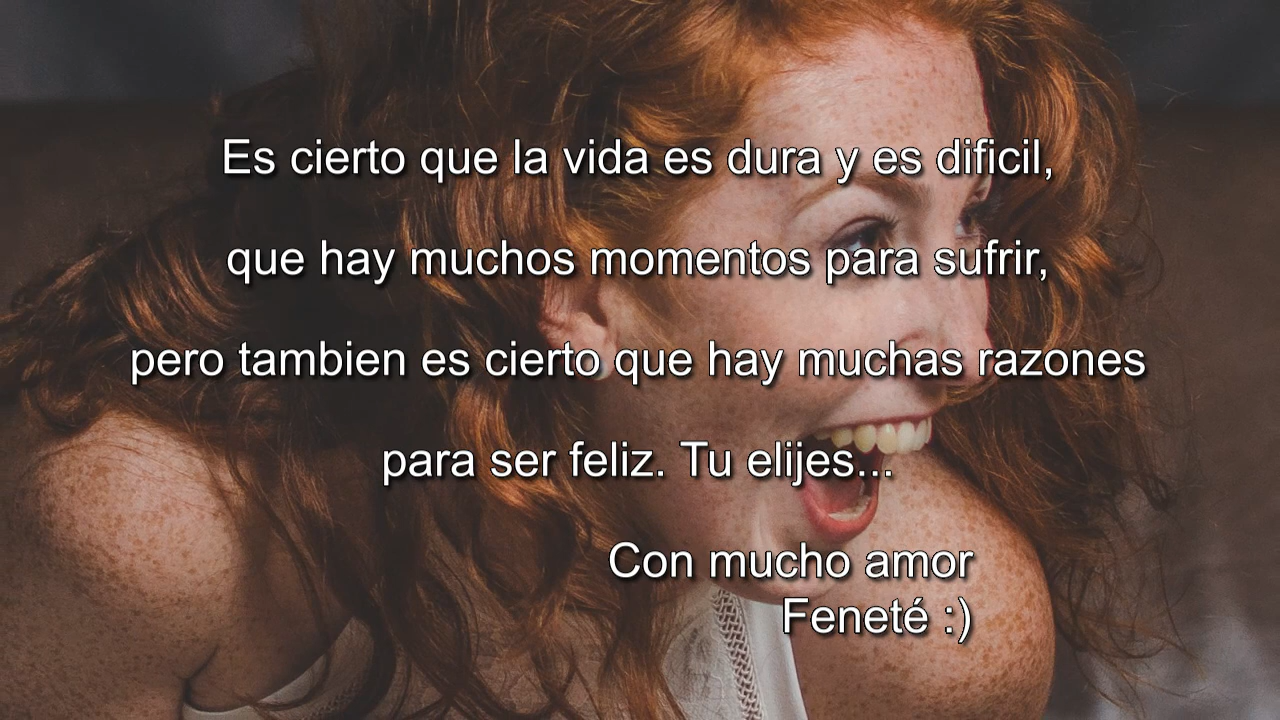 Es cierto que la vida es dura y es dificil,
que hay muchos momentos para sufrir,
pero tambien es cierto que hay muchas razones
para ser feliz. Tu elijes...
Con mucho amor
Feneté :)